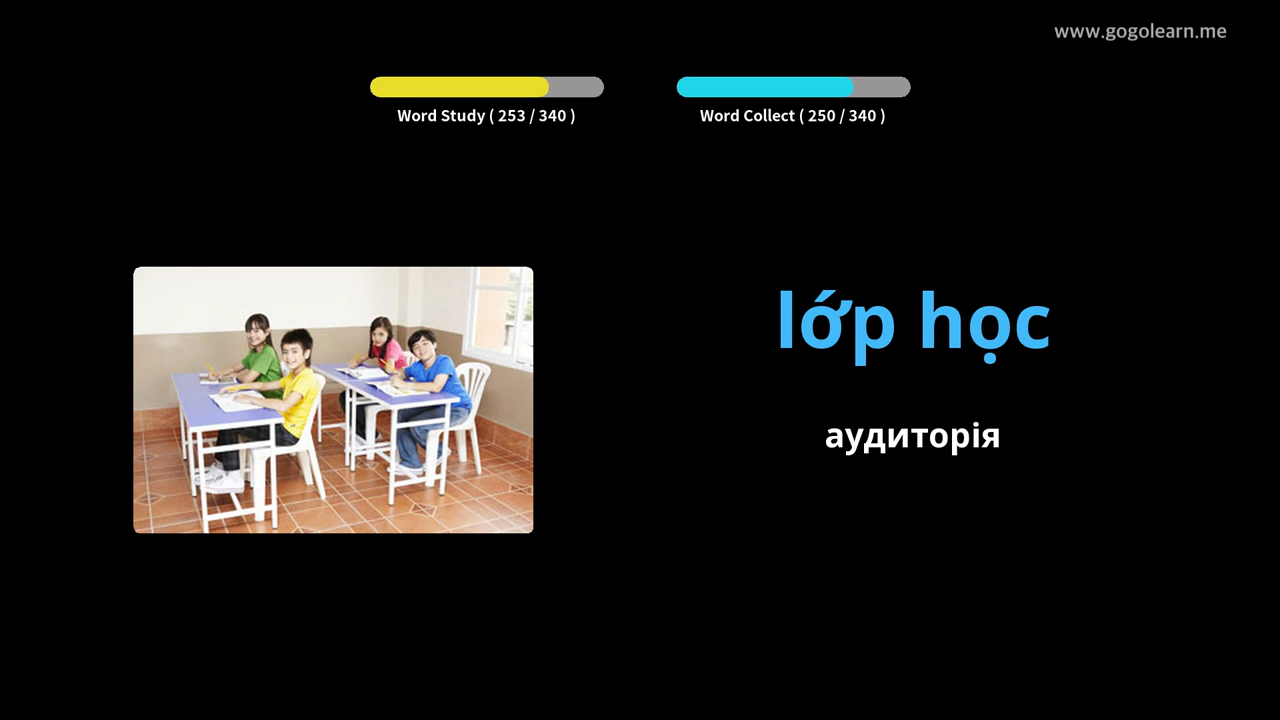 www.gogolearn.me
Word Study ( 253 / 340 )
Word Collect ( 250 / 340 )
lớp học
аудиторія